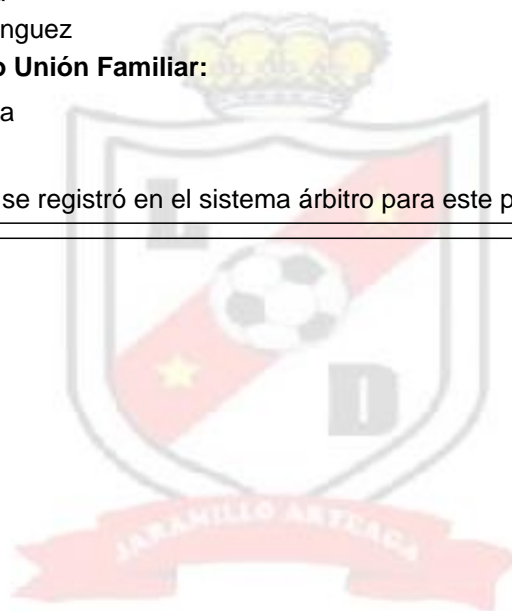 nguez
o Unión Familiar:
a
se registró en el sistema árbitro para este p
L
D
JARAMILLO ARTEAGA